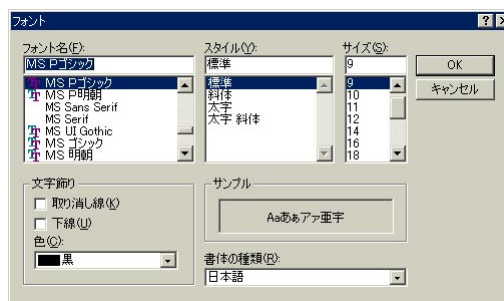 フォント
フォント名(F):
MS Pゴシック
MS Pゴシック
MS P明朝
MS Sans Serif
MS Serif
MS UI Gothic
MS ゴシック
MS 明朝
スタイル(Y):
標準
標準
斜体
太字
太字 斜体
サイズ(S):
9
9
10
11
12
14
16
18
OK
キャンセル
文字飾り
取り消し線(K)
下線(U)
色(C):
黒
サンプル
Aaあぁアァ亜宇
書体の種類(R):
日本語